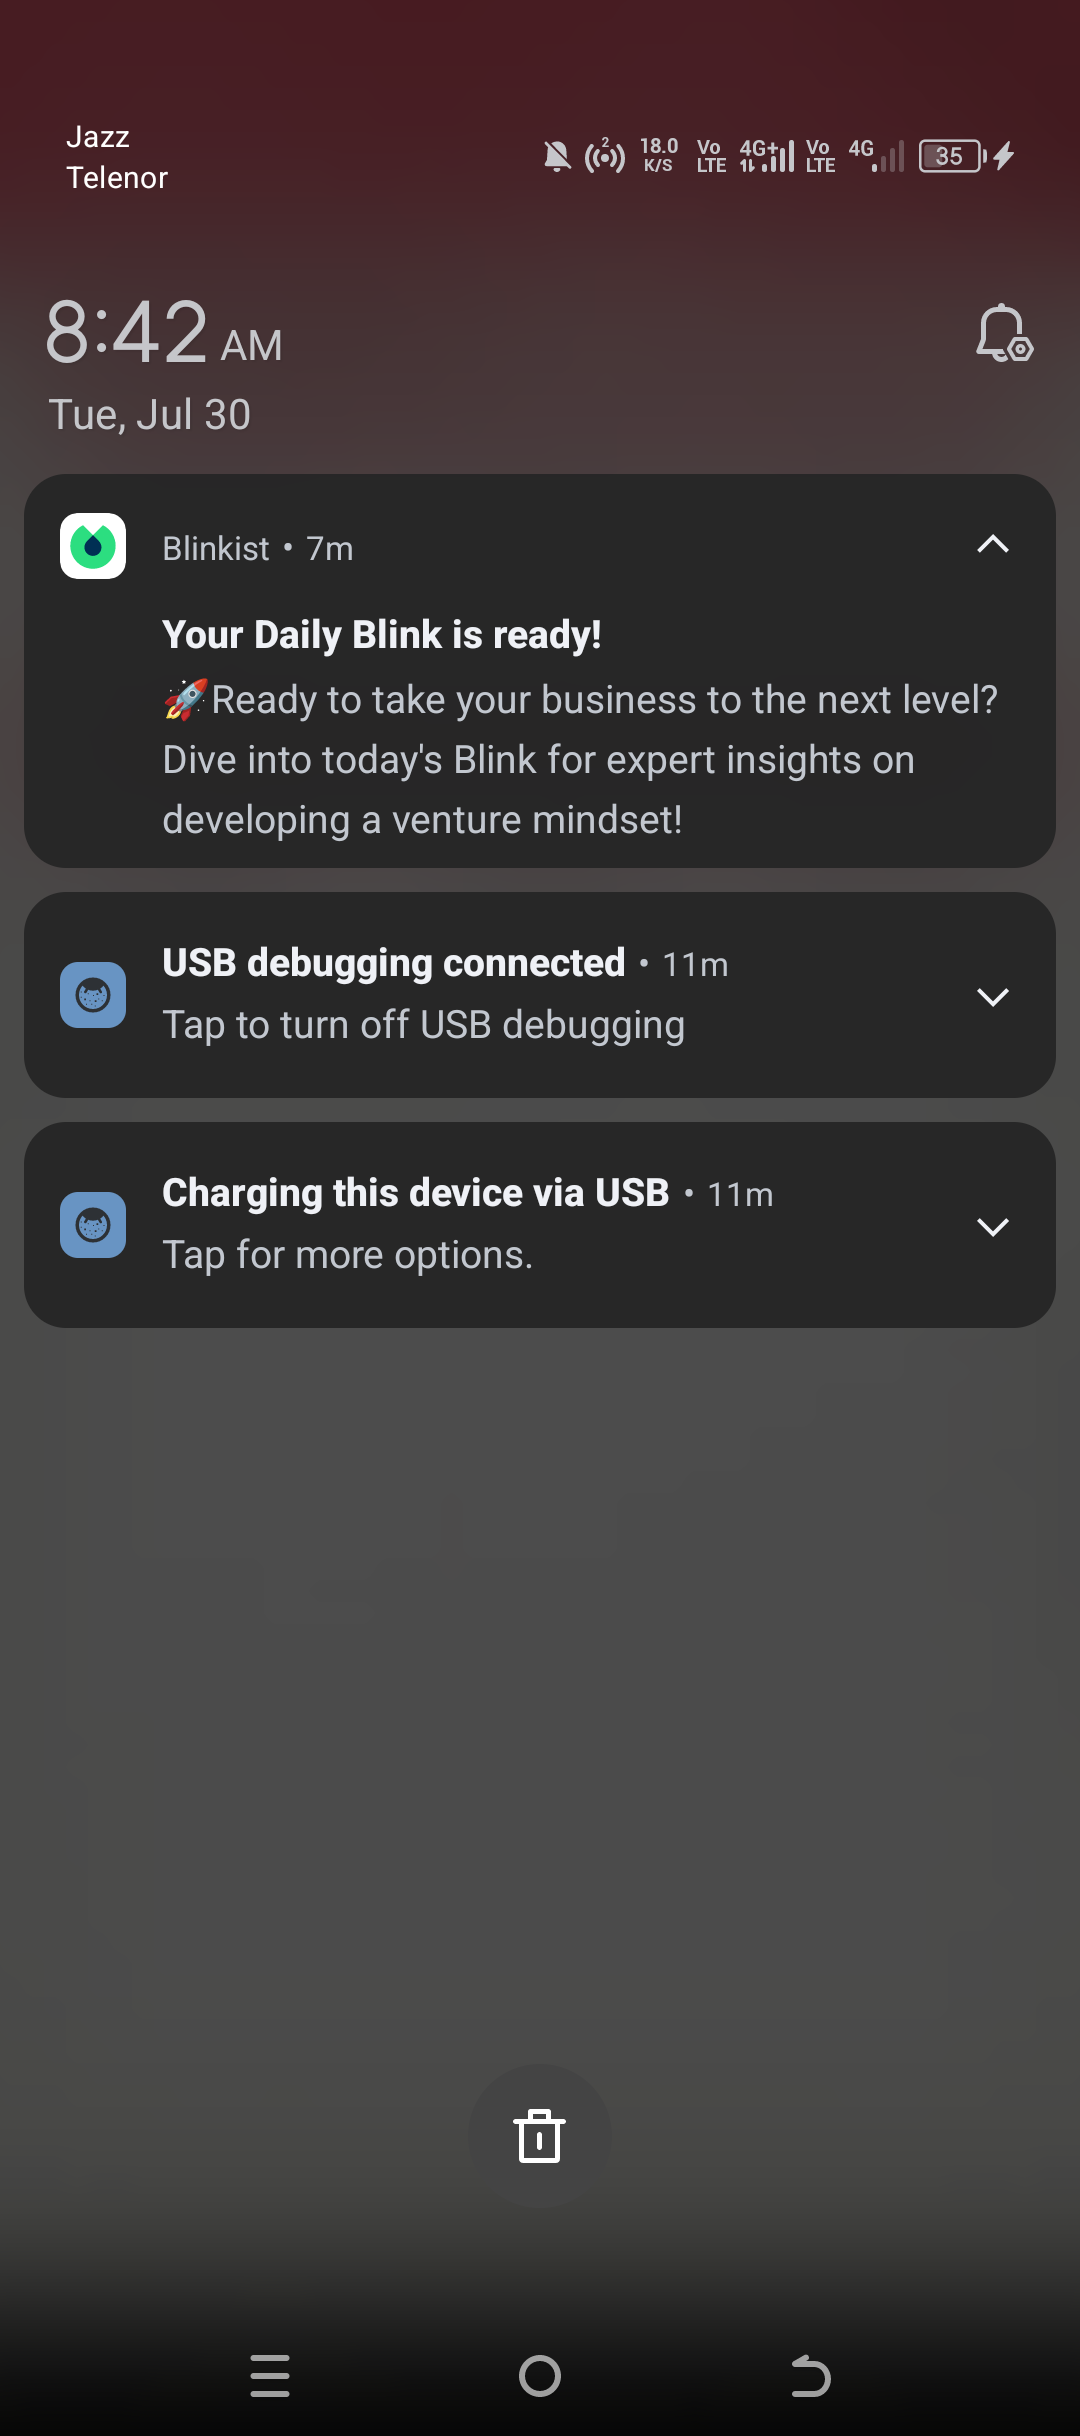 Jazz
Telenor
2
18.0
K/S
Vo
LTE
4G+
Vo
LTE
4G
35
8:42 AM
Tue, Jul 30
Blinkist • 7m
Your Daily Blink is ready!
🚀Ready to take your business to the next level?
Dive into today's Blink for expert insights on
developing a venture mindset!
USB debugging connected • 11m
Tap to turn off USB debugging
Charging this device via USB • 11m
Tap for more options.